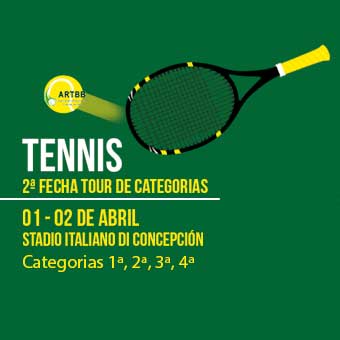 ARTBB
TENNIS
2ª FECHA TOUR DE CATEGORIAS
01 - 02 DE ABRIL
STADIO ITALIANO DI CONCEPCIÓN
Categorias 1ª, 2ª, 3ª, 4ª